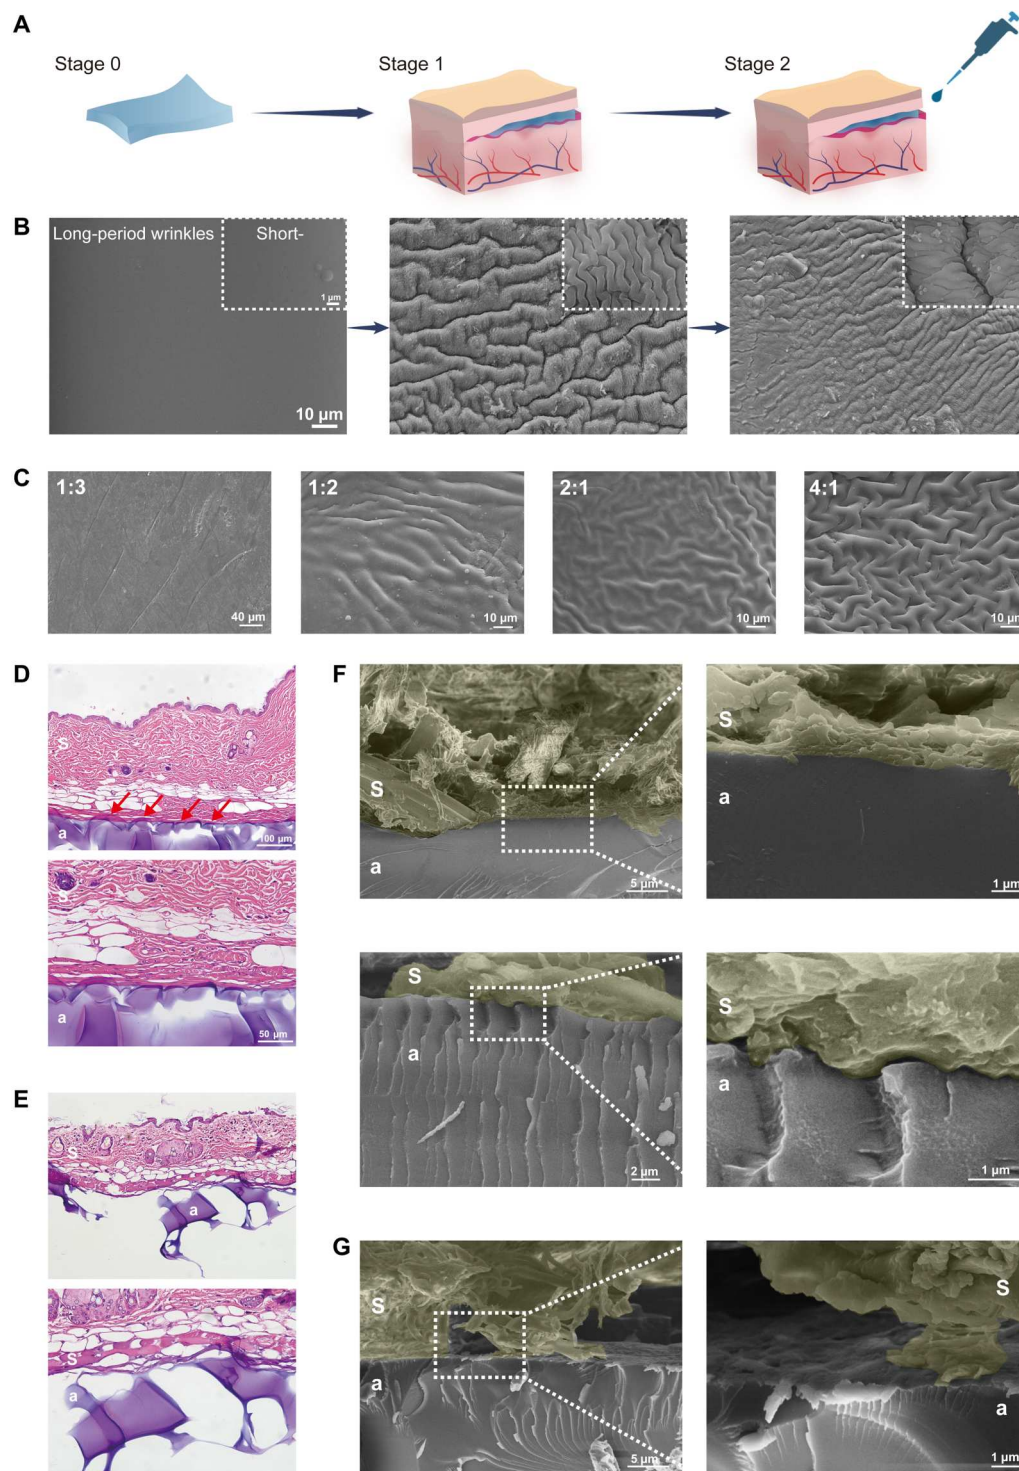 A
Stage 0
Stage 1
Stage 2
B
Long-period wrinkles
Short-
1 µm
10 µm
C
1:3
40 µm
1:2
10 µm
2:1
10 µm
4:1
10 µm
D
S
a
100 µm
S
a
50 µm
E
S
a
S
a
F
S
a
5 µm
S
a
1 µm
S
a
2 µm
S
a
1 µm
G
S
a
5 µm
S
a
1 µm